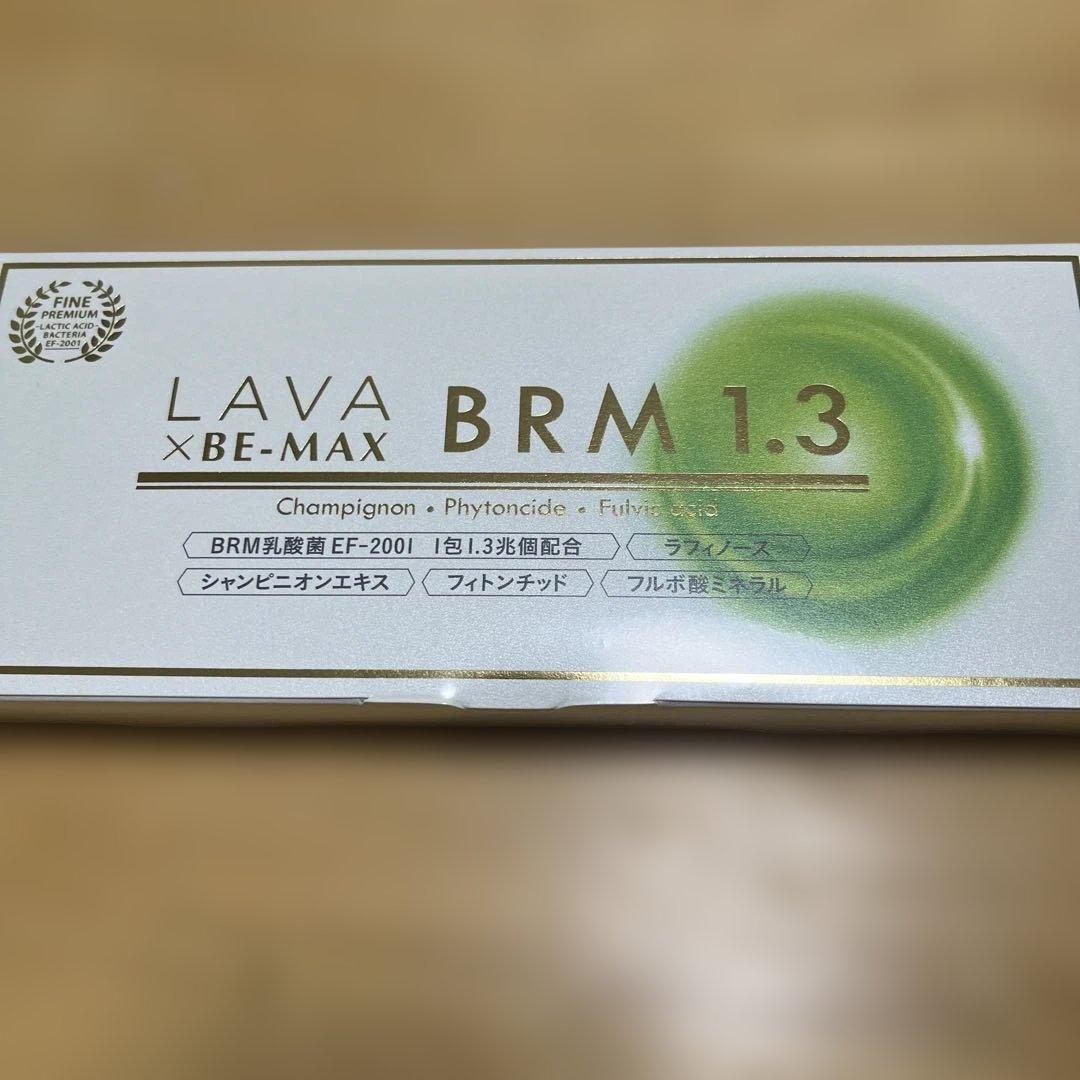 FINE
PREMIUM
-LACTIC ACID-
BACTERIA
EF-2001
LAVA
×BE-MAX
BRM 1.3
Champignon • Phytoncide • Fulvic acid
BRM乳酸菌 EF-2001 1包1.3兆個配合
ラフィノース
シャンピニオンエキス
フィトンチッド
フルボ酸ミネラル